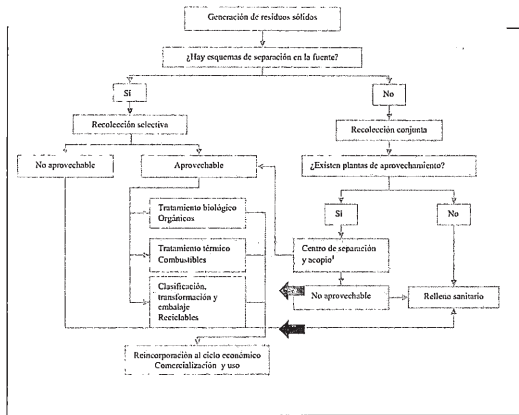 Generación de residuos sólidos
¿Hay esquemas de separación en la fuente?
Sí
No
Recolección selectiva
Recolección conjunta
No aprovechable
Aprovechable
¿Existen plantas de aprovechamiento?
Tratamiento biológico
Orgánicos
Sí
No
Tratamiento térmico
Combustibles
Centro de separación
y acopio
Clasificación,
transformación y
embalaje
Reciclables
No aprovechable
Relleno sanitario
Reincorporación al ciclo económico
Comercialización y uso